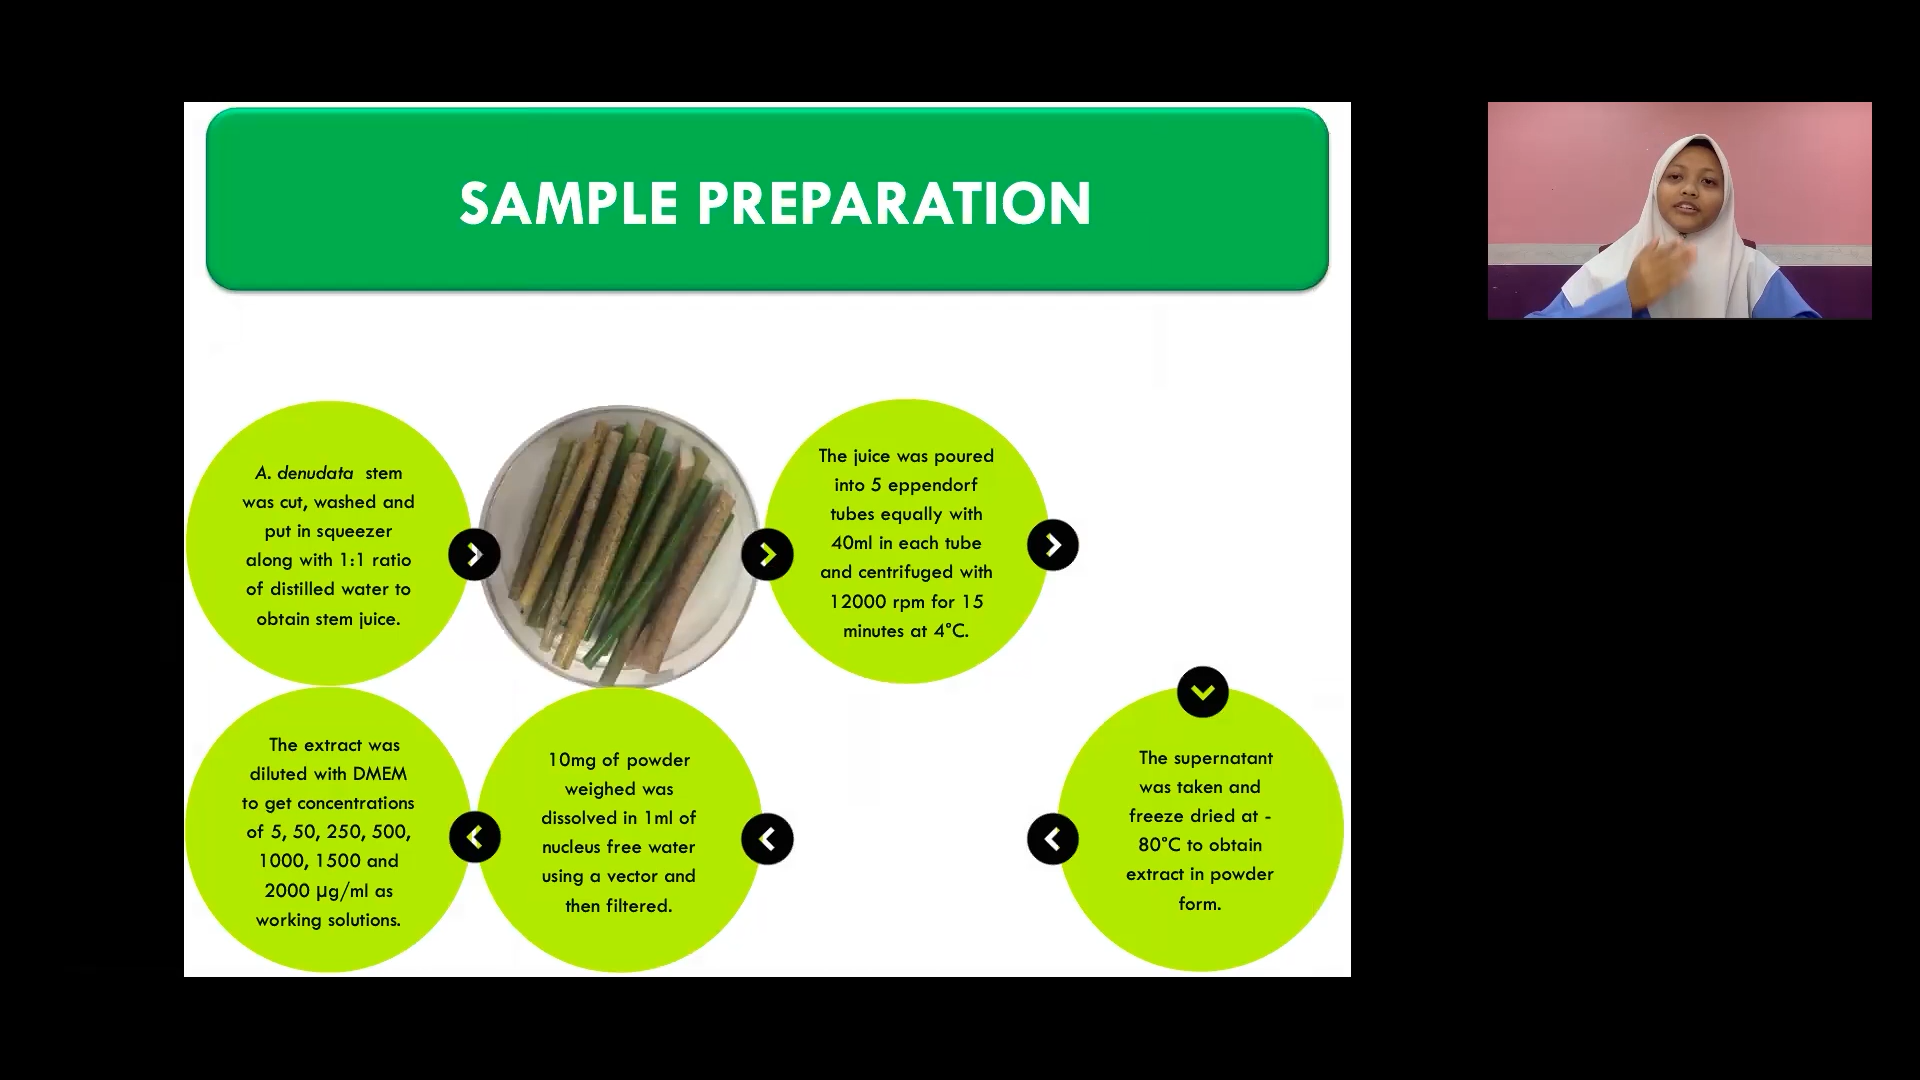 SAMPLE PREPARATION
A. denudata stem
was cut, washed and
put in squeezer
along with 1:1 ratio
of distilled water to
obtain stem juice.
The juice was poured
into 5 eppendorf
tubes equally with
40ml in each tube
and centrifuged with
12000 rpm for 15
minutes at 4°C.
The supernatant
was taken and
freeze dried at -
80°C to obtain
extract in powder
form.
10mg of powder
weighed was
dissolved in 1ml of
nucleus free water
using a vector and
then filtered.
The extract was
diluted with DMEM
to get concentrations
of 5, 50, 250, 500,
1000, 1500 and
2000 µg/ml as
working solutions.